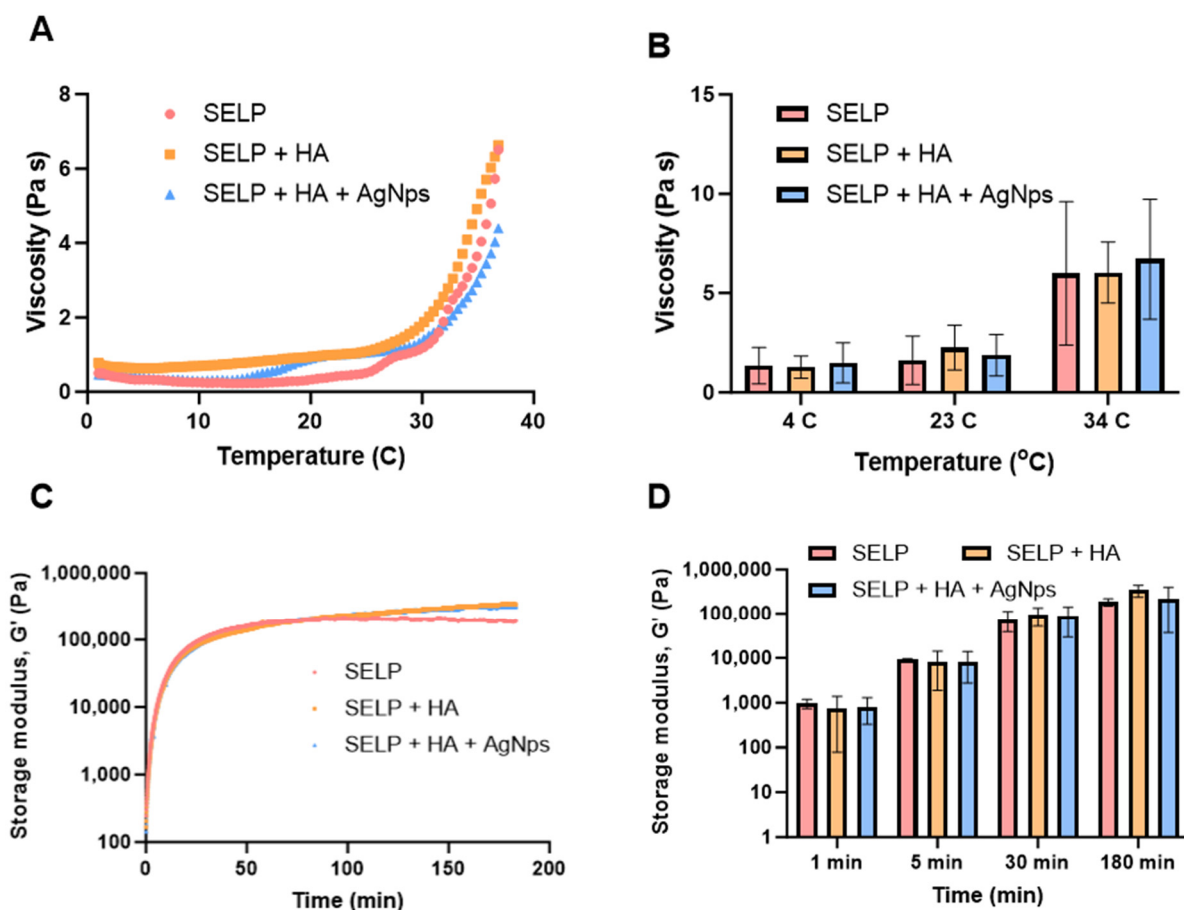 A
Viscosity (Pa s)
8
6
4
2
0
SELP
SELP + HA
SELP + HA + AgNps
0 10 20 30 40
Temperature (C)
B
Viscosity (Pa s)
15
10
5
0
SELP
SELP + HA
SELP + HA + AgNps
4 C 23 C 34 C
Temperature (°C)
C
Storage modulus, G' (Pa)
1,000,000
100,000
10,000
1,000
100
SELP
SELP + HA
SELP + HA + AgNps
0 50 100 150 200
Time (min)
D
Storage modulus, G' (Pa)
SELP SELP + HA
SELP + HA + AgNps
1,000,000
100,000
10,000
1,000
100
10
1
1 min 5 min 30 min 180 min
Time (min)